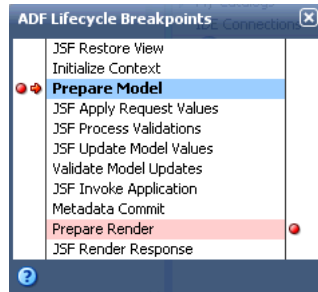 ADF Lifecycle Breakpoints
JSF Restore View
Initialize Context
Prepare Model
JSF Apply Request Values
JSF Process Validations
JSF Update Model Values
Validate Model Updates
JSF Invoke Application
Metadata Commit
Prepare Render
JSF Render Response
?